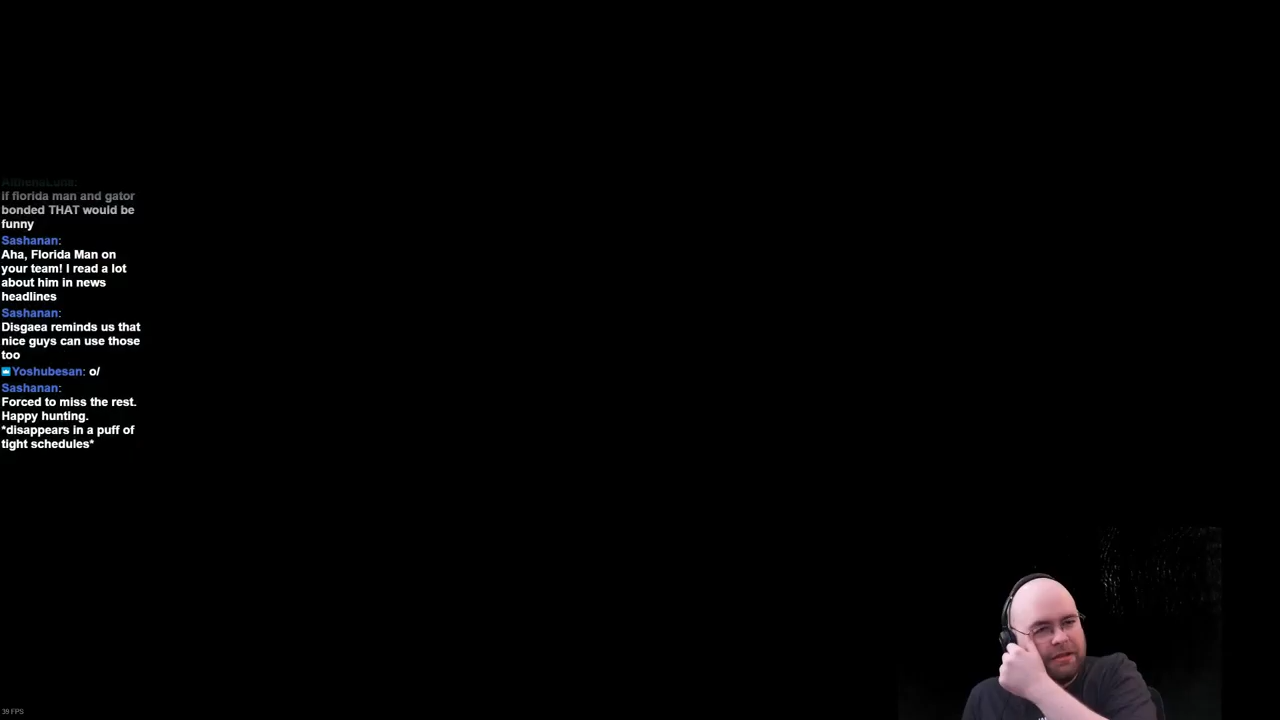 if florida man and gator
bonded THAT would be
funny
Sashanan:
Aha, Florida Man on
your team! I read a lot
about him in news
headlines
Sashanan:
Disgaea reminds us that
nice guys can use those
too
Yoshubesan: o/
Sashanan:
Forced to miss the rest.
Happy hunting.
*disappears in a puff of
tight schedules*
39 FPS